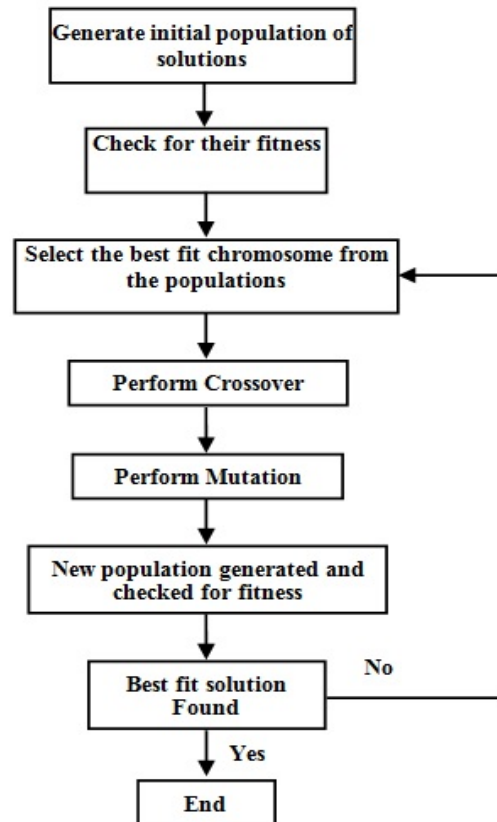 Generate initial population of
solutions
Check for their fitness
Select the best fit chromosome from
the populations
Perform Crossover
Perform Mutation
New population generated and
checked for fitness
Best fit solution
Found
No
Yes
End